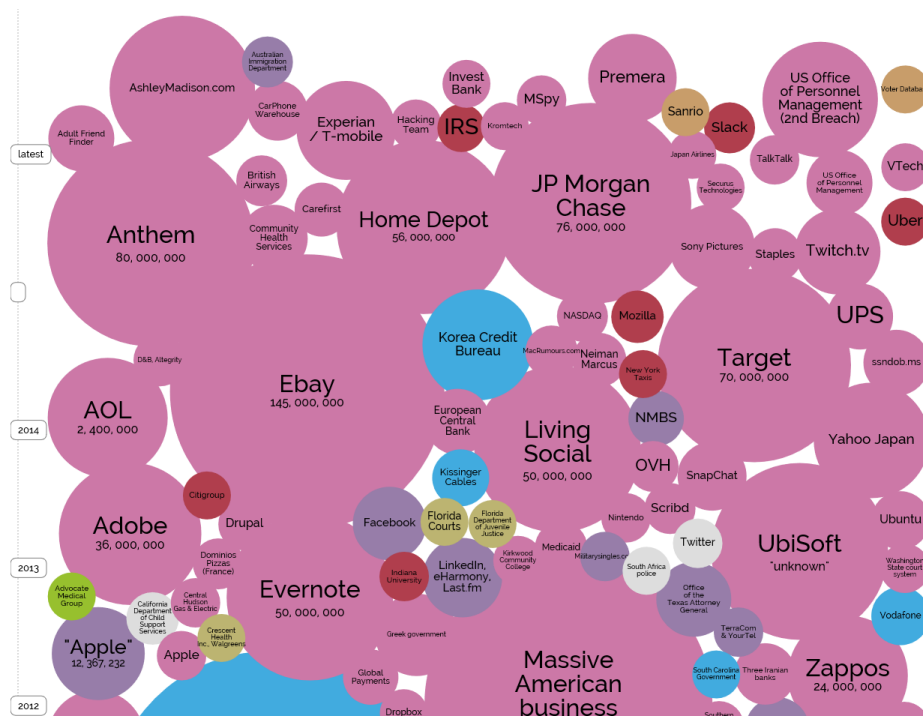 AshleyMadison.com
Australian
Immigration
Department
CarPhone
Warehouse
Adult Friend
Finder
Experian
/ T-mobile
Hacking
Team
Invest
Bank
IRS
Kromtech
MSpy
Premera
Sanrio
Slack
Japan Airlines
US Office
of Personnel
Management
(2nd Breach)
TalkTalk
VTech
latest
British
Airways
Carefirst
Community
Health
Services
Anthem
80, 000, 000
Home Depot
56, 000, 000
JP Morgan
Chase
76, 000, 000
Securus
Technologies
US Office
of Personnel
Management
Uber
Sony Pictures
Staples
Twitch.tv
Korea Credit
Bureau
NASDAQ
Mozilla
UPS
MacRumours.com
Neiman
Marcus
New York
Taxis
Target
70, 000, 000
ssndob.ms
D&B, Altegrity
Ebay
145, 000, 000
AOL
2, 400, 000
European
Central
Bank
Living
Social
50, 000, 000
NMBS
Yahoo Japan
2014
OVH
SnapChat
Kissinger
Cables
Citigroup
Adobe
36, 000, 000
Drupal
Facebook
Florida
Courts
Florida
Department
of Juvenile
Justice
Nintendo
Scribd
Ubuntu
UbiSoft
"unknown"
Twitter
2013
Dominios
Pizzas
(France)
Kirkwood
Community
College
Medicaid
South Africa
police
Washington
State court
system
Indiana
University
LinkedIn,
eHarmony,
Last.fm
Evernote
50, 000, 000
Office
of the
Texas Attorney
General
Advocate
Medical
Group
California
Department
of Child
Support
Services
Central
Hudson
Gas & Electric
Crescent
Health
Inc., Walgreens
Greek government
TerraCom
& YourTel
Vodafone
"Apple"
12, 367, 232
Apple
Global
Payments
Massive
American
business
South Carolina
Government
Three Iranian
banks
Zappos
24, 000, 000
2012
Dropbox